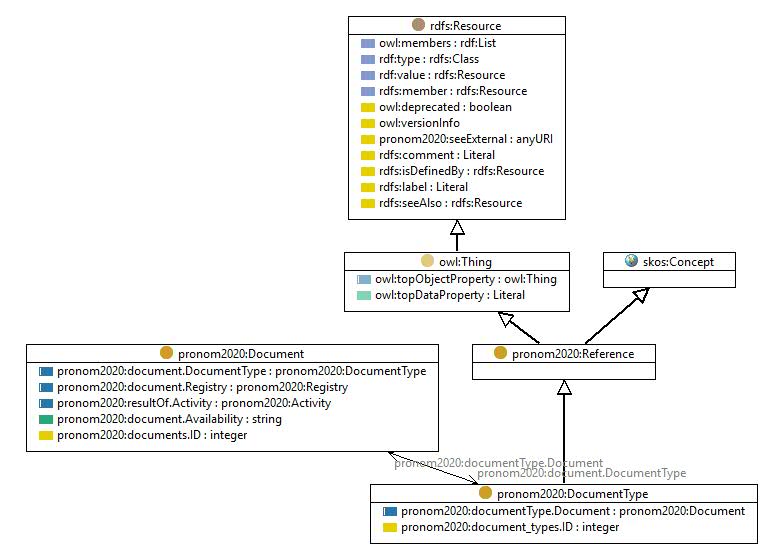 rdfs:Resource
owl:members : rdf:List
rdf:type : rdfs:Class
rdf:value : rdfs:Resource
rdfs:member : rdfs:Resource
owl:deprecated : boolean
owl:versionInfo
pronom2020:seeExternal : anyURI
rdfs:comment : Literal
rdfs:isDefinedBy : rdfs:Resource
rdfs:label : Literal
rdfs:seeAlso : rdfs:Resource
owl:Thing
owl:topObjectProperty : owl:Thing
owl:topDataProperty : Literal
skos:Concept
pronom2020:Document
pronom2020:document.DocumentType : pronom2020:DocumentType
pronom2020:document.Registry : pronom2020:Registry
pronom2020:resultOf.Activity : pronom2020:Activity
pronom2020:document.Availability : string
pronom2020:documents.ID : integer
pronom2020:Reference
pronom2020:documentType.Document
pronom2020:document.DocumentType
pronom2020:DocumentType
pronom2020:documentType.Document : pronom2020:Document
pronom2020:document_types.ID : integer